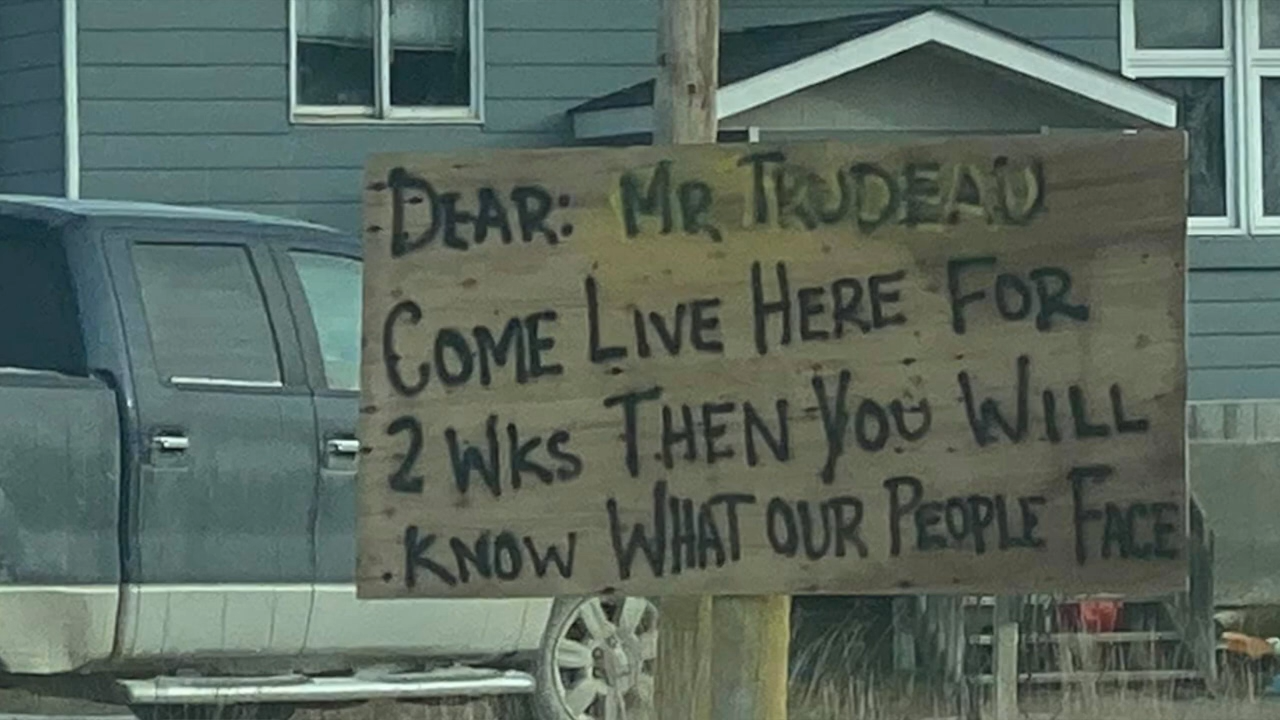 DEAR: MR TRUDEAU
COME LIVE HERE FOR
2 WKS THEN YOU WILL
KNOW WHAT OUR PEOPLE FACE